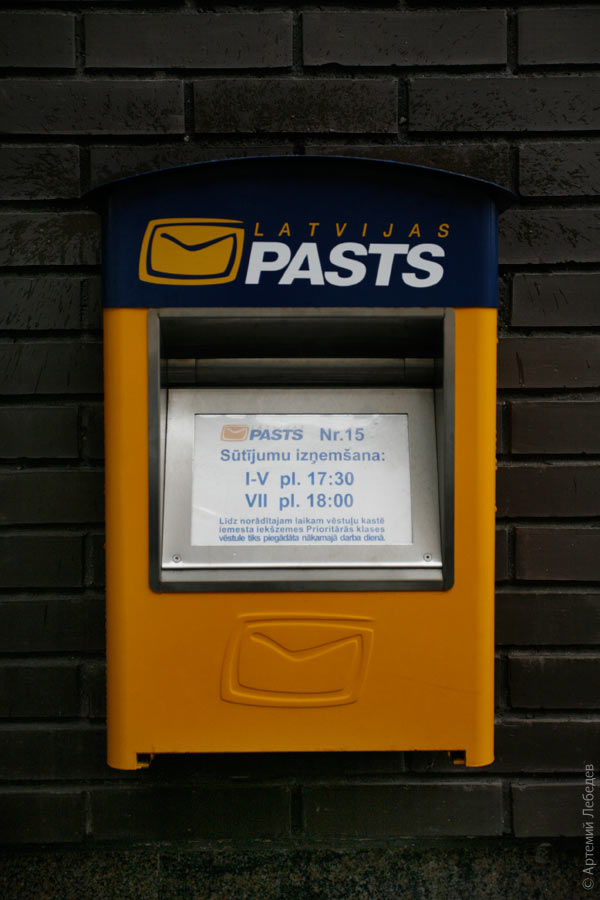 LATVIJAS
PASTS
PASTS Nr.15
Sūtījumu izņemšana:
I-V pl. 17:30
VII pl. 18:00
Līdz norādītajam laikam vēstuļu kastē
iemesta iekšzemes Prioritārās klases
vēstule tiks piegādāta nākamajā darba dienā.
© Артемий Лебедев